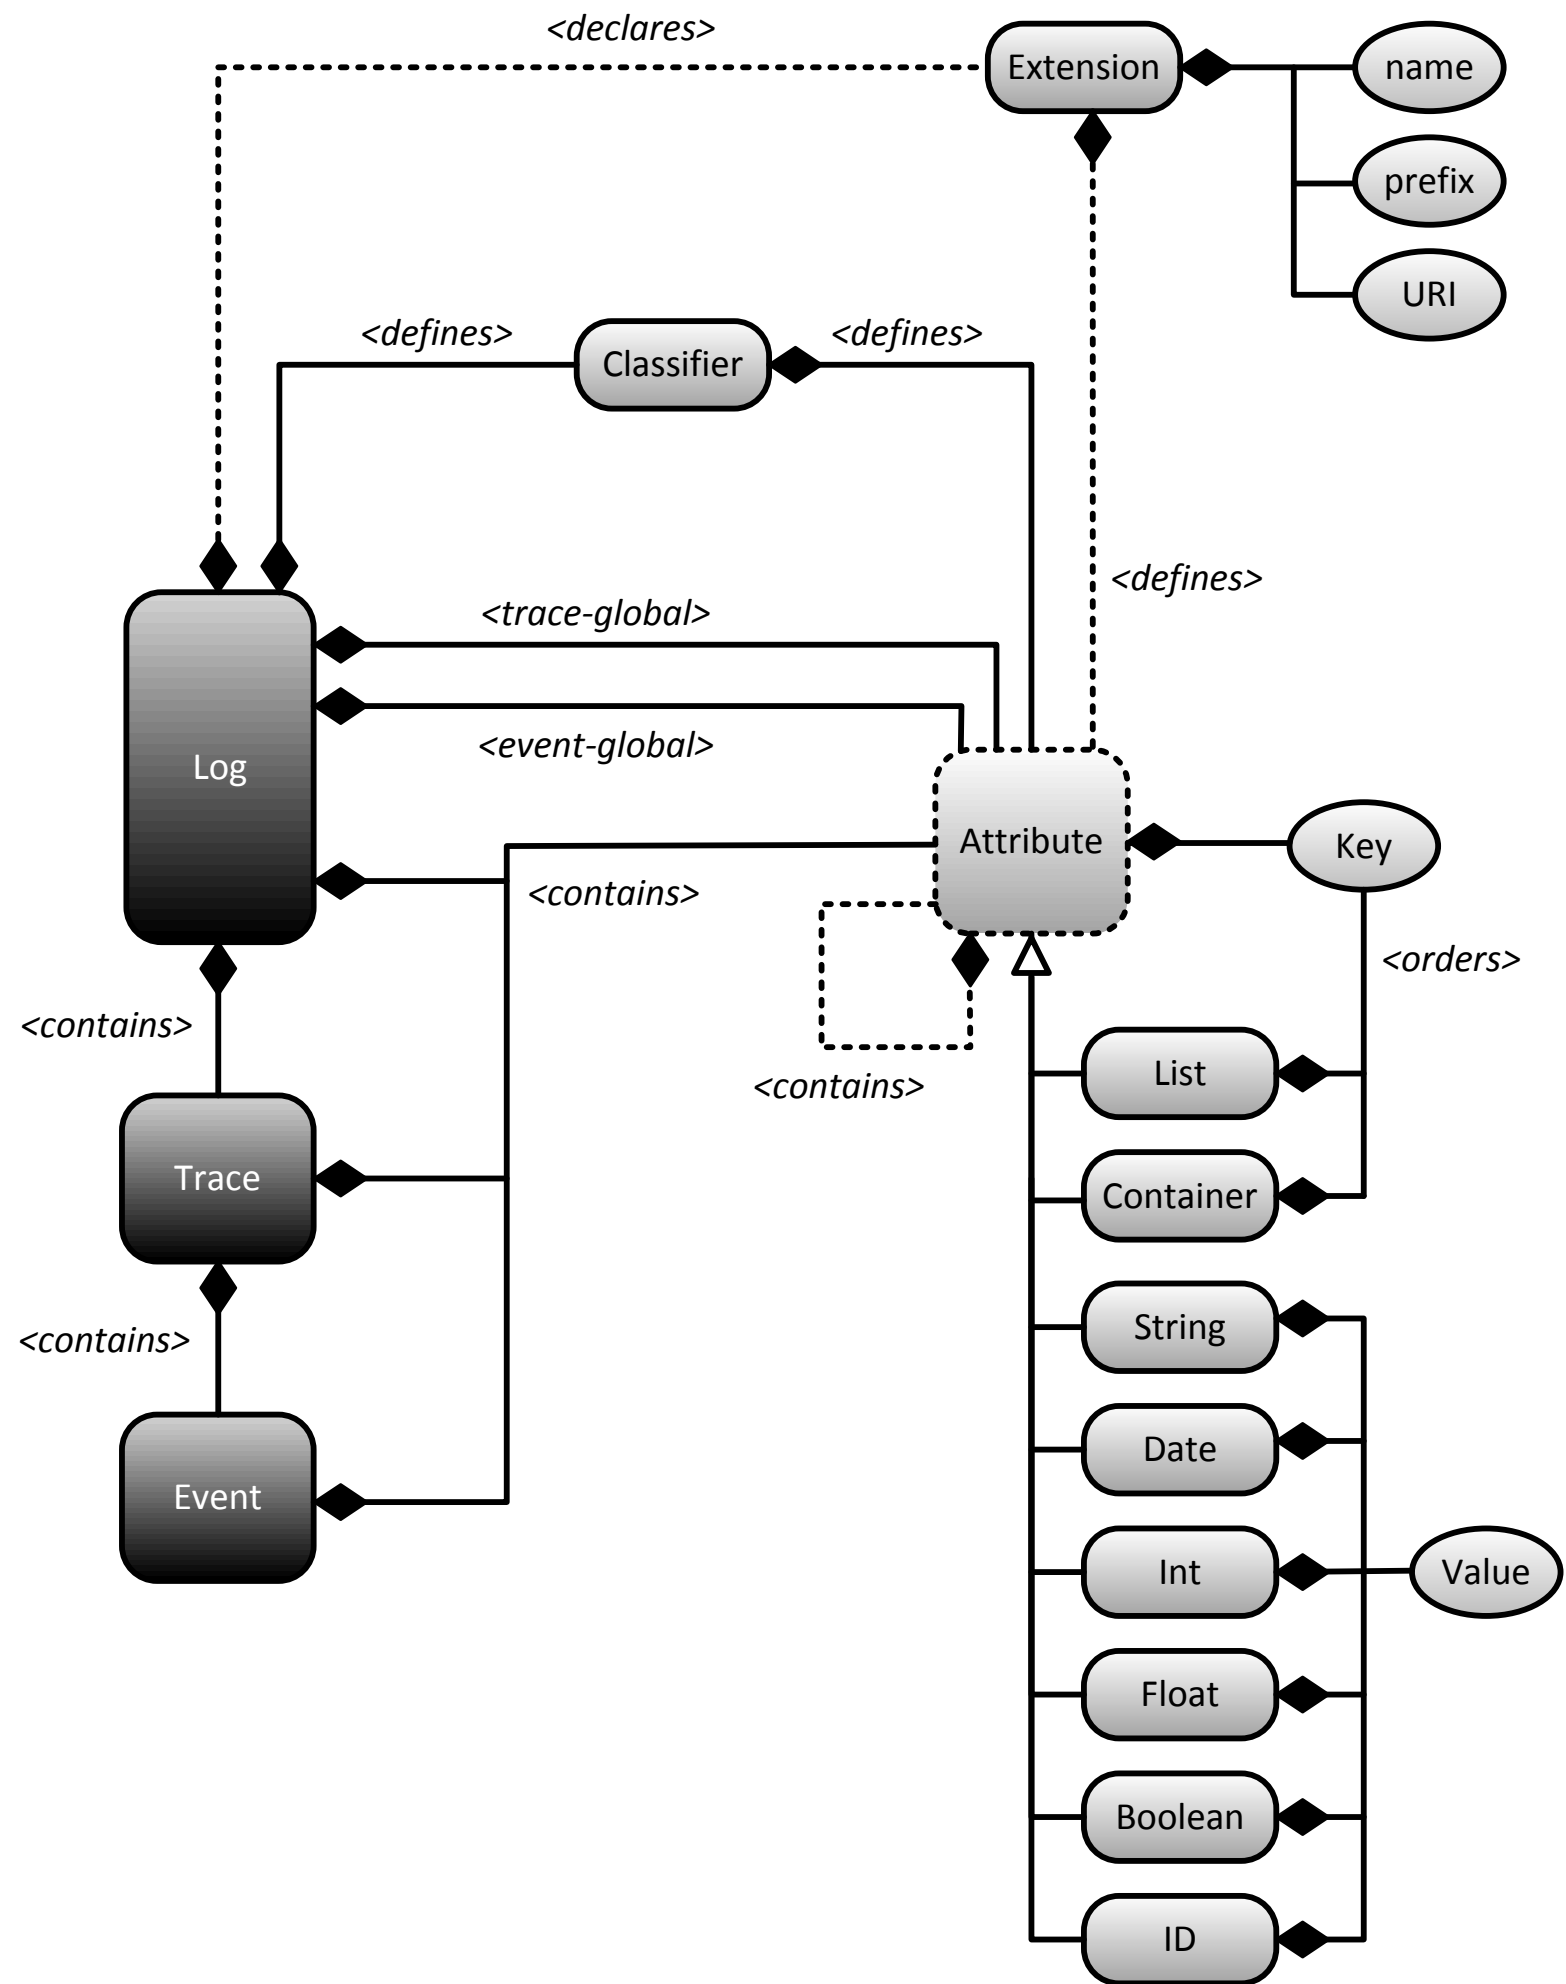 <declares>
Extension
name
prefix
URI
<defines>
Classifier
<defines>
<defines>
<trace-global>
<event-global>
Log
Attribute
Key
<contains>
<orders>
<contains>
List
<contains>
Trace
Container
String
<contains>
Date
Event
Int
Value
Float
Boolean
ID